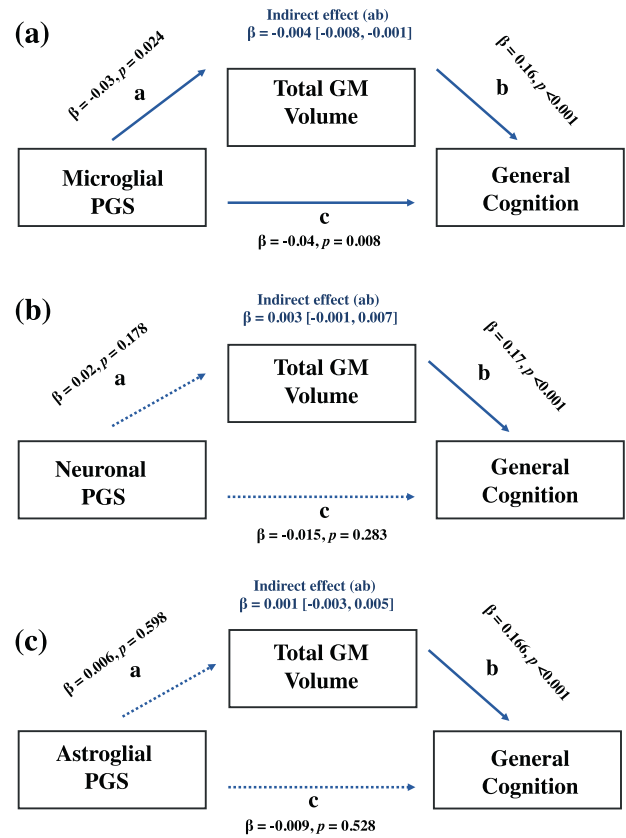 (a)
Indirect effect (ab)
β = -0.004 [-0.008, -0.001]
β = -0.03, p = 0.024
a
Total GM
Volume
b
β = 0.16, p <0.001
Microglial
PGS
General
Cognition
c
β = -0.04, p = 0.008
(b)
Indirect effect (ab)
β = 0.003 [-0.001, 0.007]
β = 0.02, p = 0.178
a
Total GM
Volume
b
β = 0.17, p <0.001
Neuronal
PGS
General
Cognition
c
β = -0.015, p = 0.283
(c)
Indirect effect (ab)
β = 0.001 [-0.003, 0.005]
β = 0.006, p = 0.598
a
Total GM
Volume
b
β = 0.166, p <0.001
Astroglial
PGS
General
Cognition
c
β = -0.009, p = 0.528